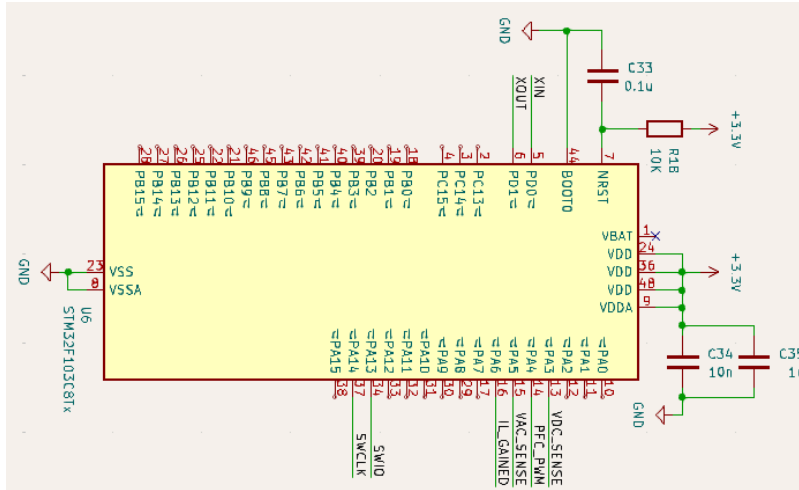 GND
C33
0.1u
XOUT
XIN
+3.3V
R18
10K
28
27
26
25
22
21
46
45
43
42
41
40
39
20
19
18
4
3
2
6
5
44
7
PB15
PB14
PB13
PB12
PB11
PB10
PB9
PB8
PB7
PB6
PB5
PB4
PB3
PB2
PB1
PB0
PC15
PC14
PC13
PD1
PD0
BOOT0
NRST
VBAT 1
VDD 24
VDD 36
VDD 48
VDDA 9
+3.3V
GND
23 VSS
8 VSSA
U6
STM32F103C8Tx
PA15
PA14
PA13
PA12
PA11
PA10
PA9
PA8
PA7
PA6
PA5
PA4
PA3
PA2
PA1
PA0
38
37
34
33
32
31
30
29
17
16
15
14
13
12
11
10
C34
10n
C35
GND
SWCLK
SWIO
IL_GAINED
VAC_SENSE
PFC_PWM
VDC_SENSE